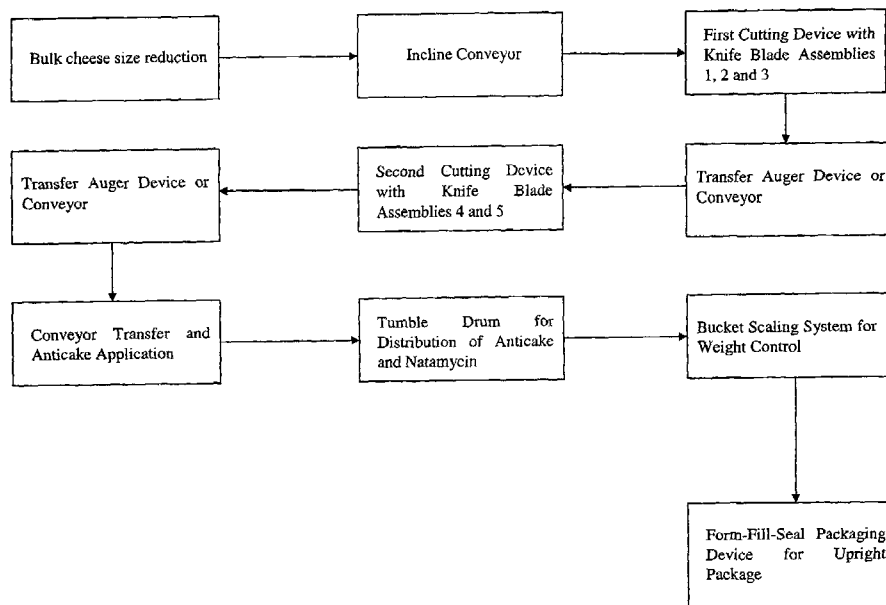 Bulk cheese size reduction
Incline Conveyor
First Cutting Device with
Knife Blade Assemblies
1, 2 and 3
Transfer Auger Device or
Conveyor
Second Cutting Device
with Knife Blade
Assemblies 4 and 5
Transfer Auger Device or
Conveyor
Conveyor Transfer and
Anticake Application
Tumble Drum for
Distribution of Anticake
and Natamycin
Bucket Scaling System for
Weight Control
Form-Fill-Seal Packaging
Device for Upright
Package